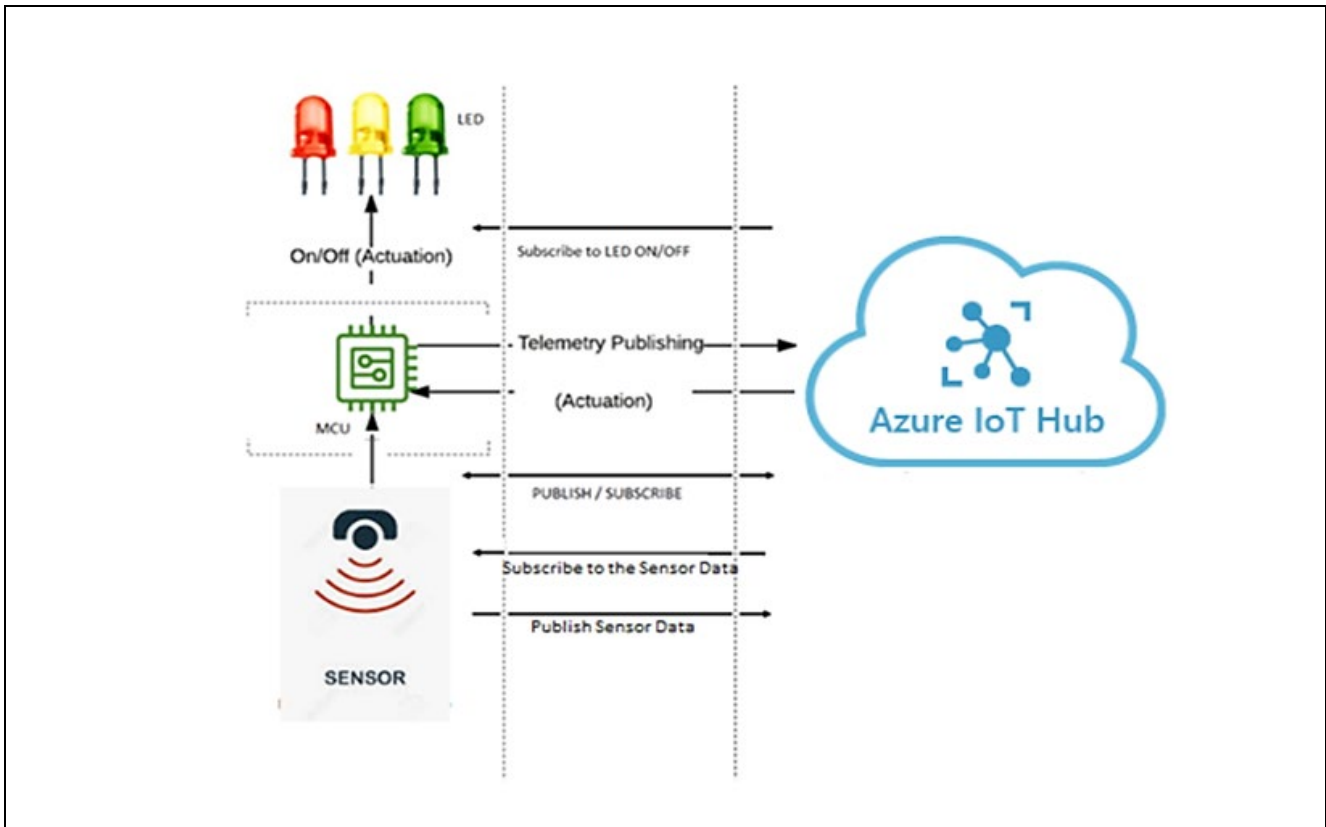 LED
Subscribe to LED ON/OFF
On/Off (Actuation)
Telemetry Publishing
(Actuation)
MCU
Azure IoT Hub
PUBLISH / SUBSCRIBE
Subscribe to the Sensor Data
Publish Sensor Data
SENSOR